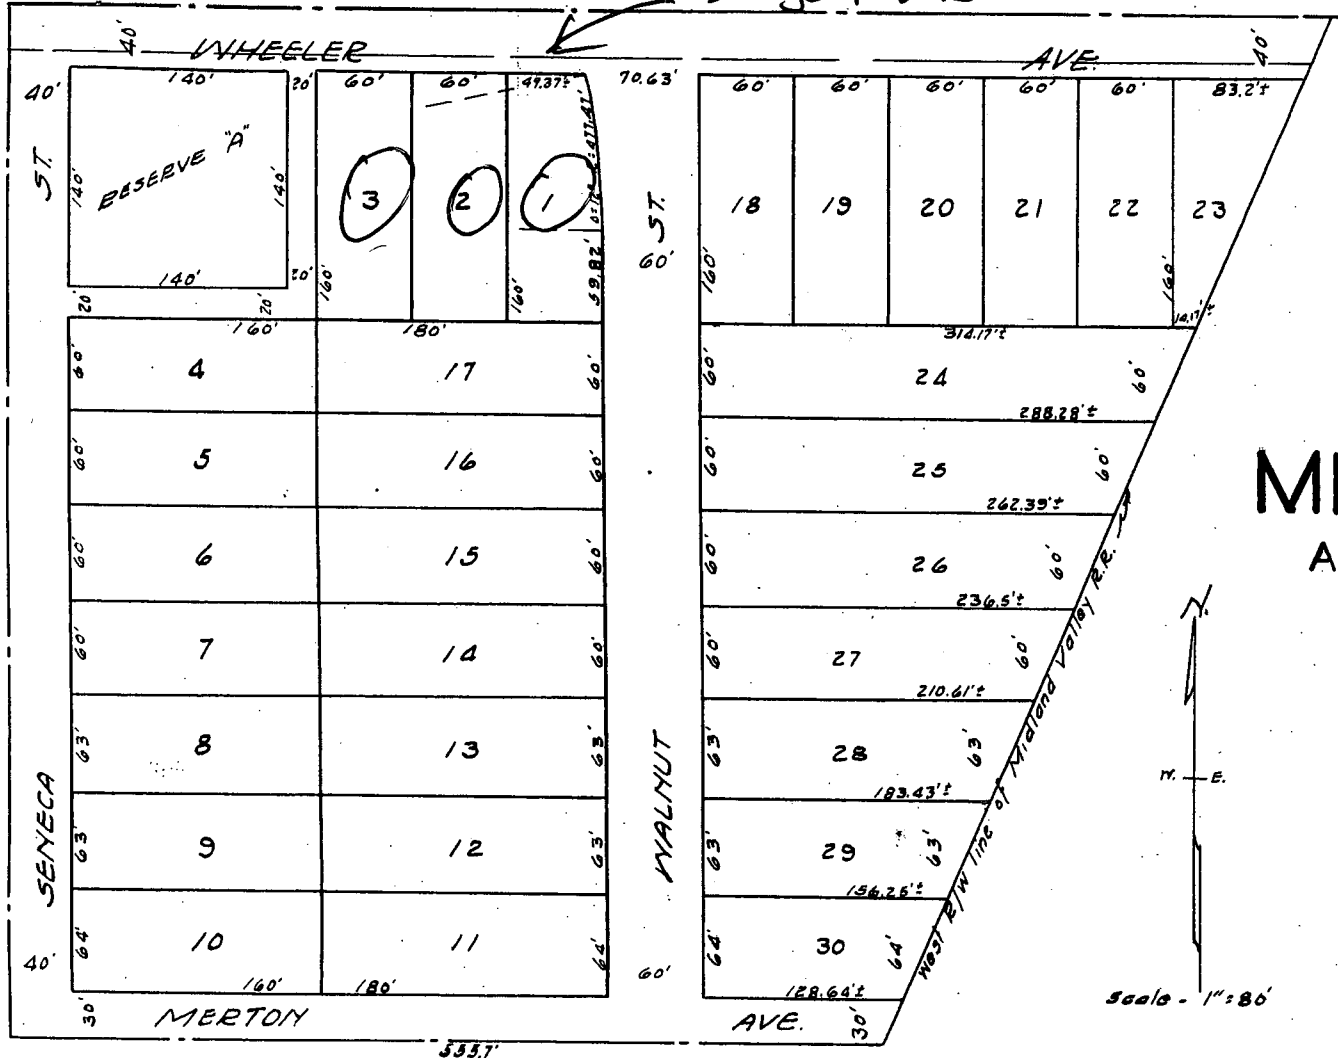 40' WHEELER AVE. 40'
40' 140' 20' 60' 60' 49.37'± 70.63' 60' 60' 60' 60' 60' 83.2'±
ST. 140' RESERVE "A" 140' 3 2 1 ST. 18 19 20 21 22 23
60'
140' 20' 160' 160' 59.82' 160' 160' 14.17'±
20' 20' 160' 180' 314.17'±
60' 4 17 60' 60' 24 60'
288.28'±
60' 5 16 60' 60' 25 60'
262.39'±
60' 6 15 60' 60' 26 60'
236.5'±
60' 7 14 60' 60' 27 60'
210.61'±
63' 8 13 63' 63' 28 63'
183.43'±
63' 9 12 63' 63' 29 63'
156.25'±
64' 10 11 64' 64' 30 64'
40' 160' 180' 60' 128.64'±
SENECA
WALNUT
West R/W line of Midland Valley R.R.
30' MERTON AVE. 30'
555.7'
MI
A
N.
W. E.
Scale - 1" = 80'